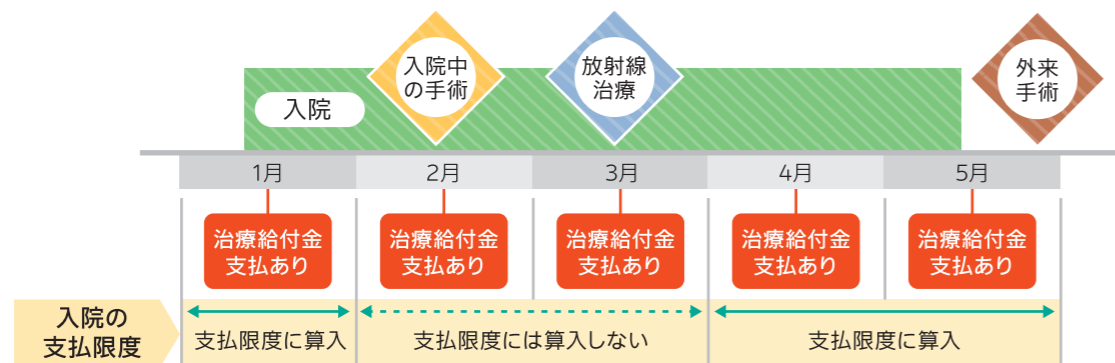 入院
入院中
の手術
放射線
治療
外来
手術
1月
2月
3月
4月
5月
治療給付金
支払あり
治療給付金
支払あり
治療給付金
支払あり
治療給付金
支払あり
治療給付金
支払あり
入院の
支払限度
支払限度に算入
支払限度には算入しない
支払限度に算入